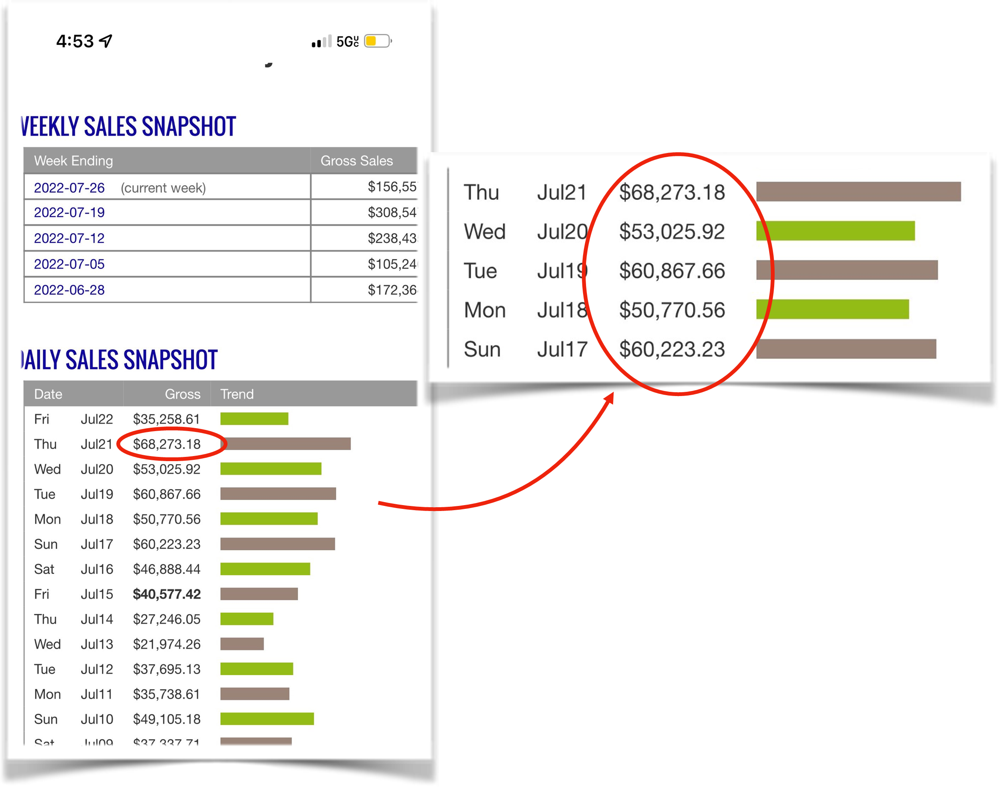 4:53 5GUC
WEEKLY SALES SNAPSHOT
Week Ending Gross Sales
2022-07-26 (current week) $156,55
2022-07-19 $308,54
2022-07-12 $238,43
2022-07-05 $105,24
2022-06-28 $172,36
DAILY SALES SNAPSHOT
Date Gross Trend
Fri Jul22 $35,258.61
Thu Jul21 $68,273.18
Wed Jul20 $53,025.92
Tue Jul19 $60,867.66
Mon Jul18 $50,770.56
Sun Jul17 $60,223.23
Sat Jul16 $46,888.44
Fri Jul15 $40,577.42
Thu Jul14 $27,246.05
Wed Jul13 $21,974.26
Tue Jul12 $37,695.13
Mon Jul11 $35,738.61
Sun Jul10 $49,105.18
Sat Jul09 $37,337.71
Thu Jul21 $68,273.18
Wed Jul20 $53,025.92
Tue Jul19 $60,867.66
Mon Jul18 $50,770.56
Sun Jul17 $60,223.23